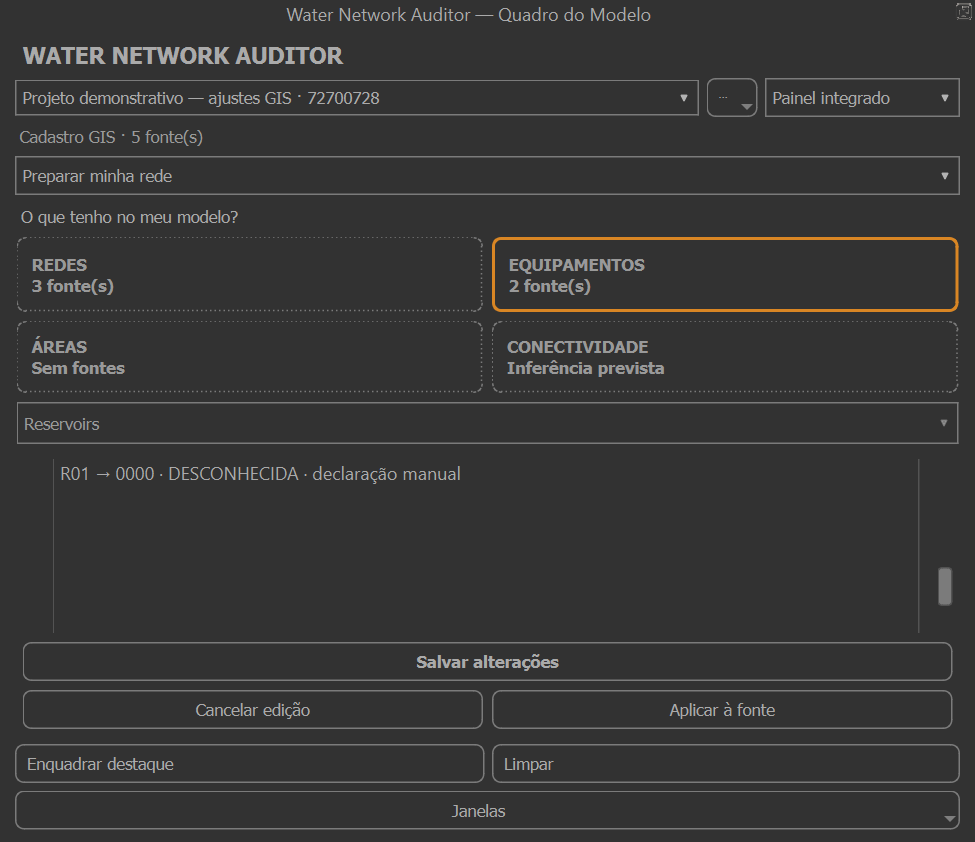 Water Network Auditor — Quadro do Modelo
WATER NETWORK AUDITOR
Projeto demonstrativo — ajustes GIS · 72700728
...
Painel integrado
Cadastro GIS · 5 fonte(s)
Preparar minha rede
O que tenho no meu modelo?
REDES
3 fonte(s)
EQUIPAMENTOS
2 fonte(s)
ÁREAS
Sem fontes
CONECTIVIDADE
Inferência prevista
Reservoirs
R01 → 0000 · DESCONHECIDA · declaração manual
Salvar alterações
Cancelar edição
Aplicar à fonte
Enquadrar destaque
Limpar
Janelas